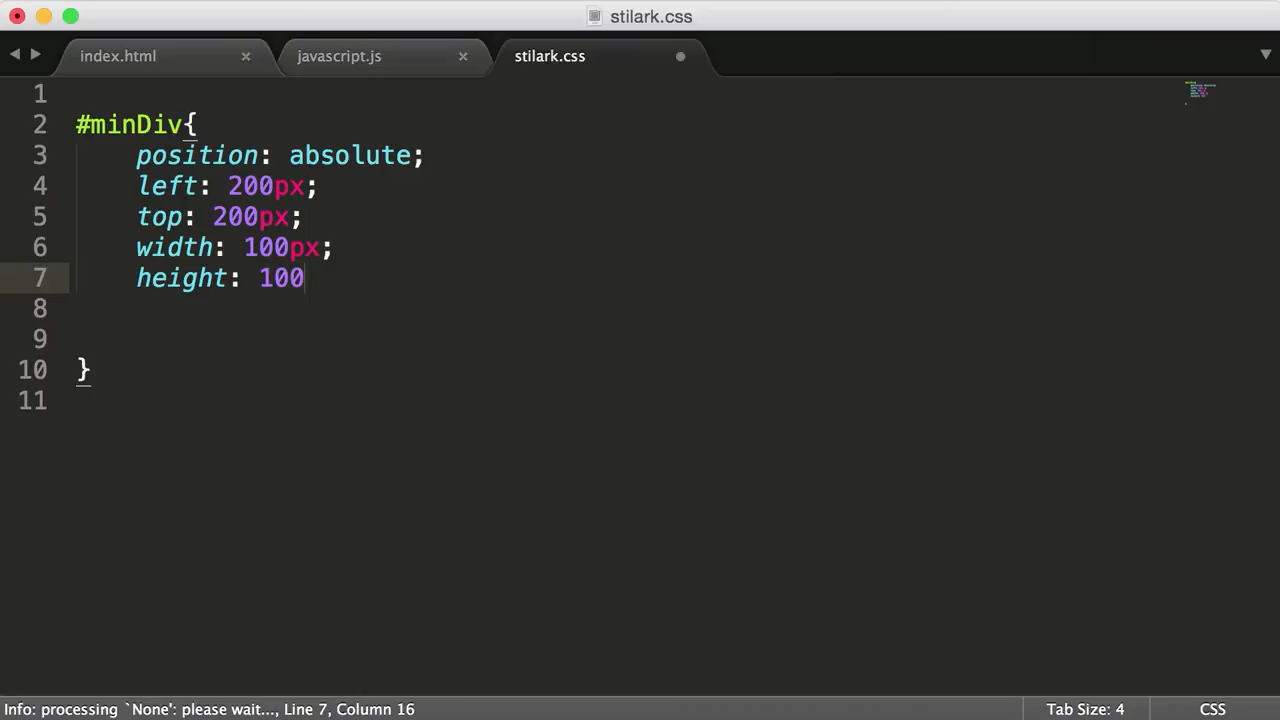 stilark.css
index.html
javascript.js
stilark.css
1
2 #minDiv{
3 position: absolute;
4 left: 200px;
5 top: 200px;
6 width: 100px;
7 height: 100
8
9
10 }
11
Info: processing `None': please wait..., Line 7, Column 16
Tab Size: 4
CSS